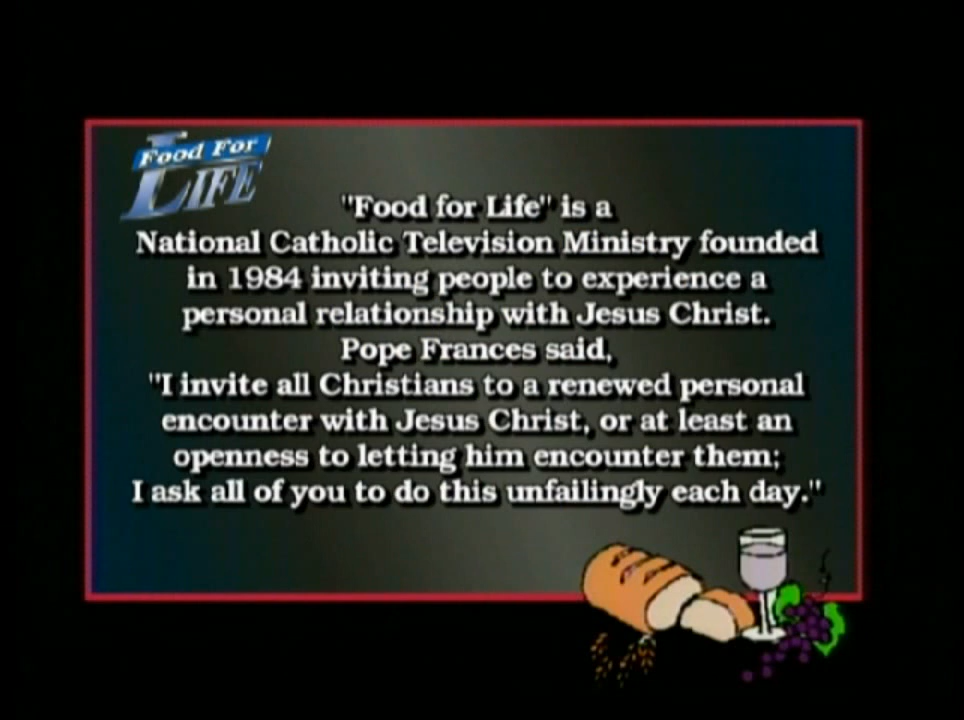 Food For
LIFE
"Food for Life" is a
National Catholic Television Ministry founded
in 1984 inviting people to experience a
personal relationship with Jesus Christ.
Pope Frances said,
"I invite all Christians to a renewed personal
encounter with Jesus Christ, or at least an
openness to letting him encounter them;
I ask all of you to do this unfailingly each day."